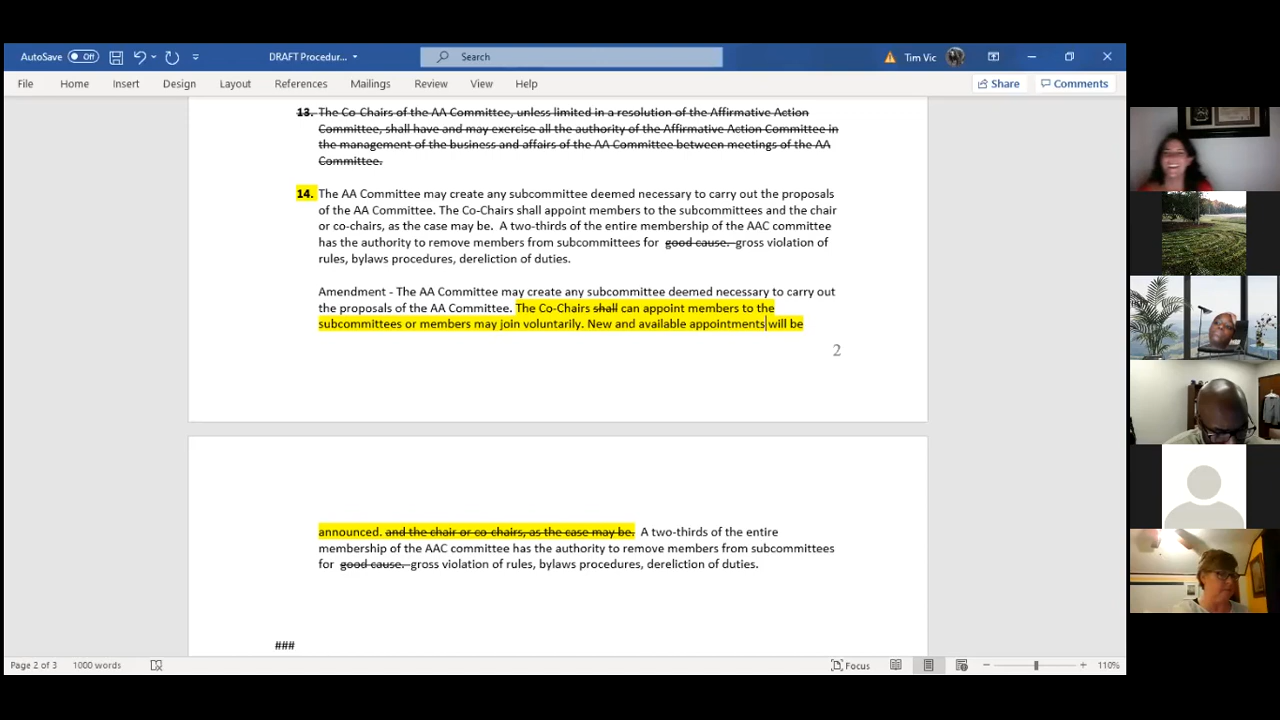 AutoSave Off DRAFT Procedur... Search Tim Vic
File Home Insert Design Layout References Mailings Review View Help Share Comments
13. The Co-Chairs of the AA Committee, unless limited in a resolution of the Affirmative Action
Committee, shall have and may exercise all the authority of the Affirmative Action Committee in
the management of the business and affairs of the AA Committee between meetings of the AA
Committee.
14. The AA Committee may create any subcommittee deemed necessary to carry out the proposals
of the AA Committee. The Co-Chairs shall appoint members to the subcommittees and the chair
or co-chairs, as the case may be. A two-thirds of the entire membership of the AAC committee
has the authority to remove members from subcommittees for good cause. gross violation of
rules, bylaws procedures, dereliction of duties.
Amendment - The AA Committee may create any subcommittee deemed necessary to carry out
the proposals of the AA Committee. The Co-Chairs shall can appoint members to the
subcommittees or members may join voluntarily. New and available appointments will be
2
announced. and the chair or co-chairs, as the case may be. A two-thirds of the entire
membership of the AAC committee has the authority to remove members from subcommittees
for good cause. gross violation of rules, bylaws procedures, dereliction of duties.
###
Page 2 of 3 1000 words Focus 110%